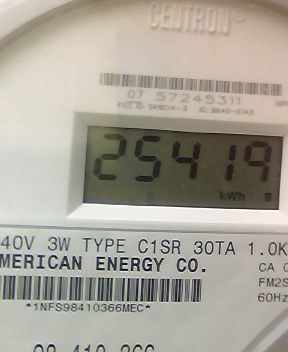 CENTRON®
07 57245311
25419
kWh
40V 3W TYPE C1SR 30TA 1.0K
MERICAN ENERGY CO.
CA 0
FM2S
60Hz
*1NFS98410366MEC*